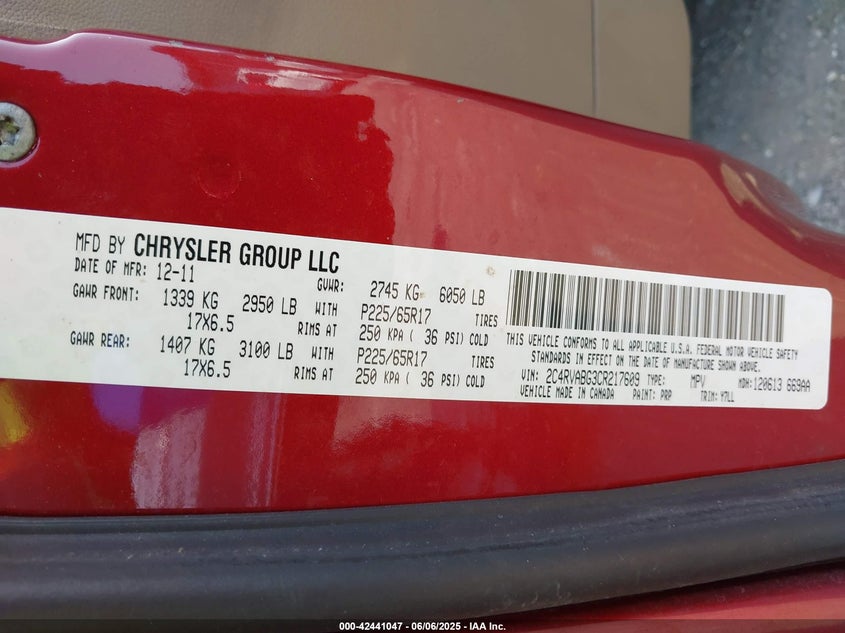 MFD BY CHRYSLER GROUP LLC
DATE OF MFR: 12-11 GVWR: 2745 KG 6050 LB
GAWR FRONT: 1339 KG 2950 LB WITH P225/65R17 TIRES
17X6.5 RIMS AT 250 KPA ( 36 PSI) COLD
GAWR REAR: 1407 KG 3100 LB WITH P225/65R17 TIRES
17X6.5 RIMS AT 250 KPA ( 36 PSI) COLD
THIS VEHICLE CONFORMS TO ALL APPLICABLE U.S.A. FEDERAL MOTOR VEHICLE SAFETY
STANDARDS IN EFFECT ON THE DATE OF MANUFACTURE SHOWN ABOVE.
VIN: 2C4RVABG3CR217609 TYPE: MPV MDH: 120613 669AA
VEHICLE MADE IN CANADA PAINT: PRP TRIM: Y7LL
000-42441047 - 06/06/2025 - IAA Inc.